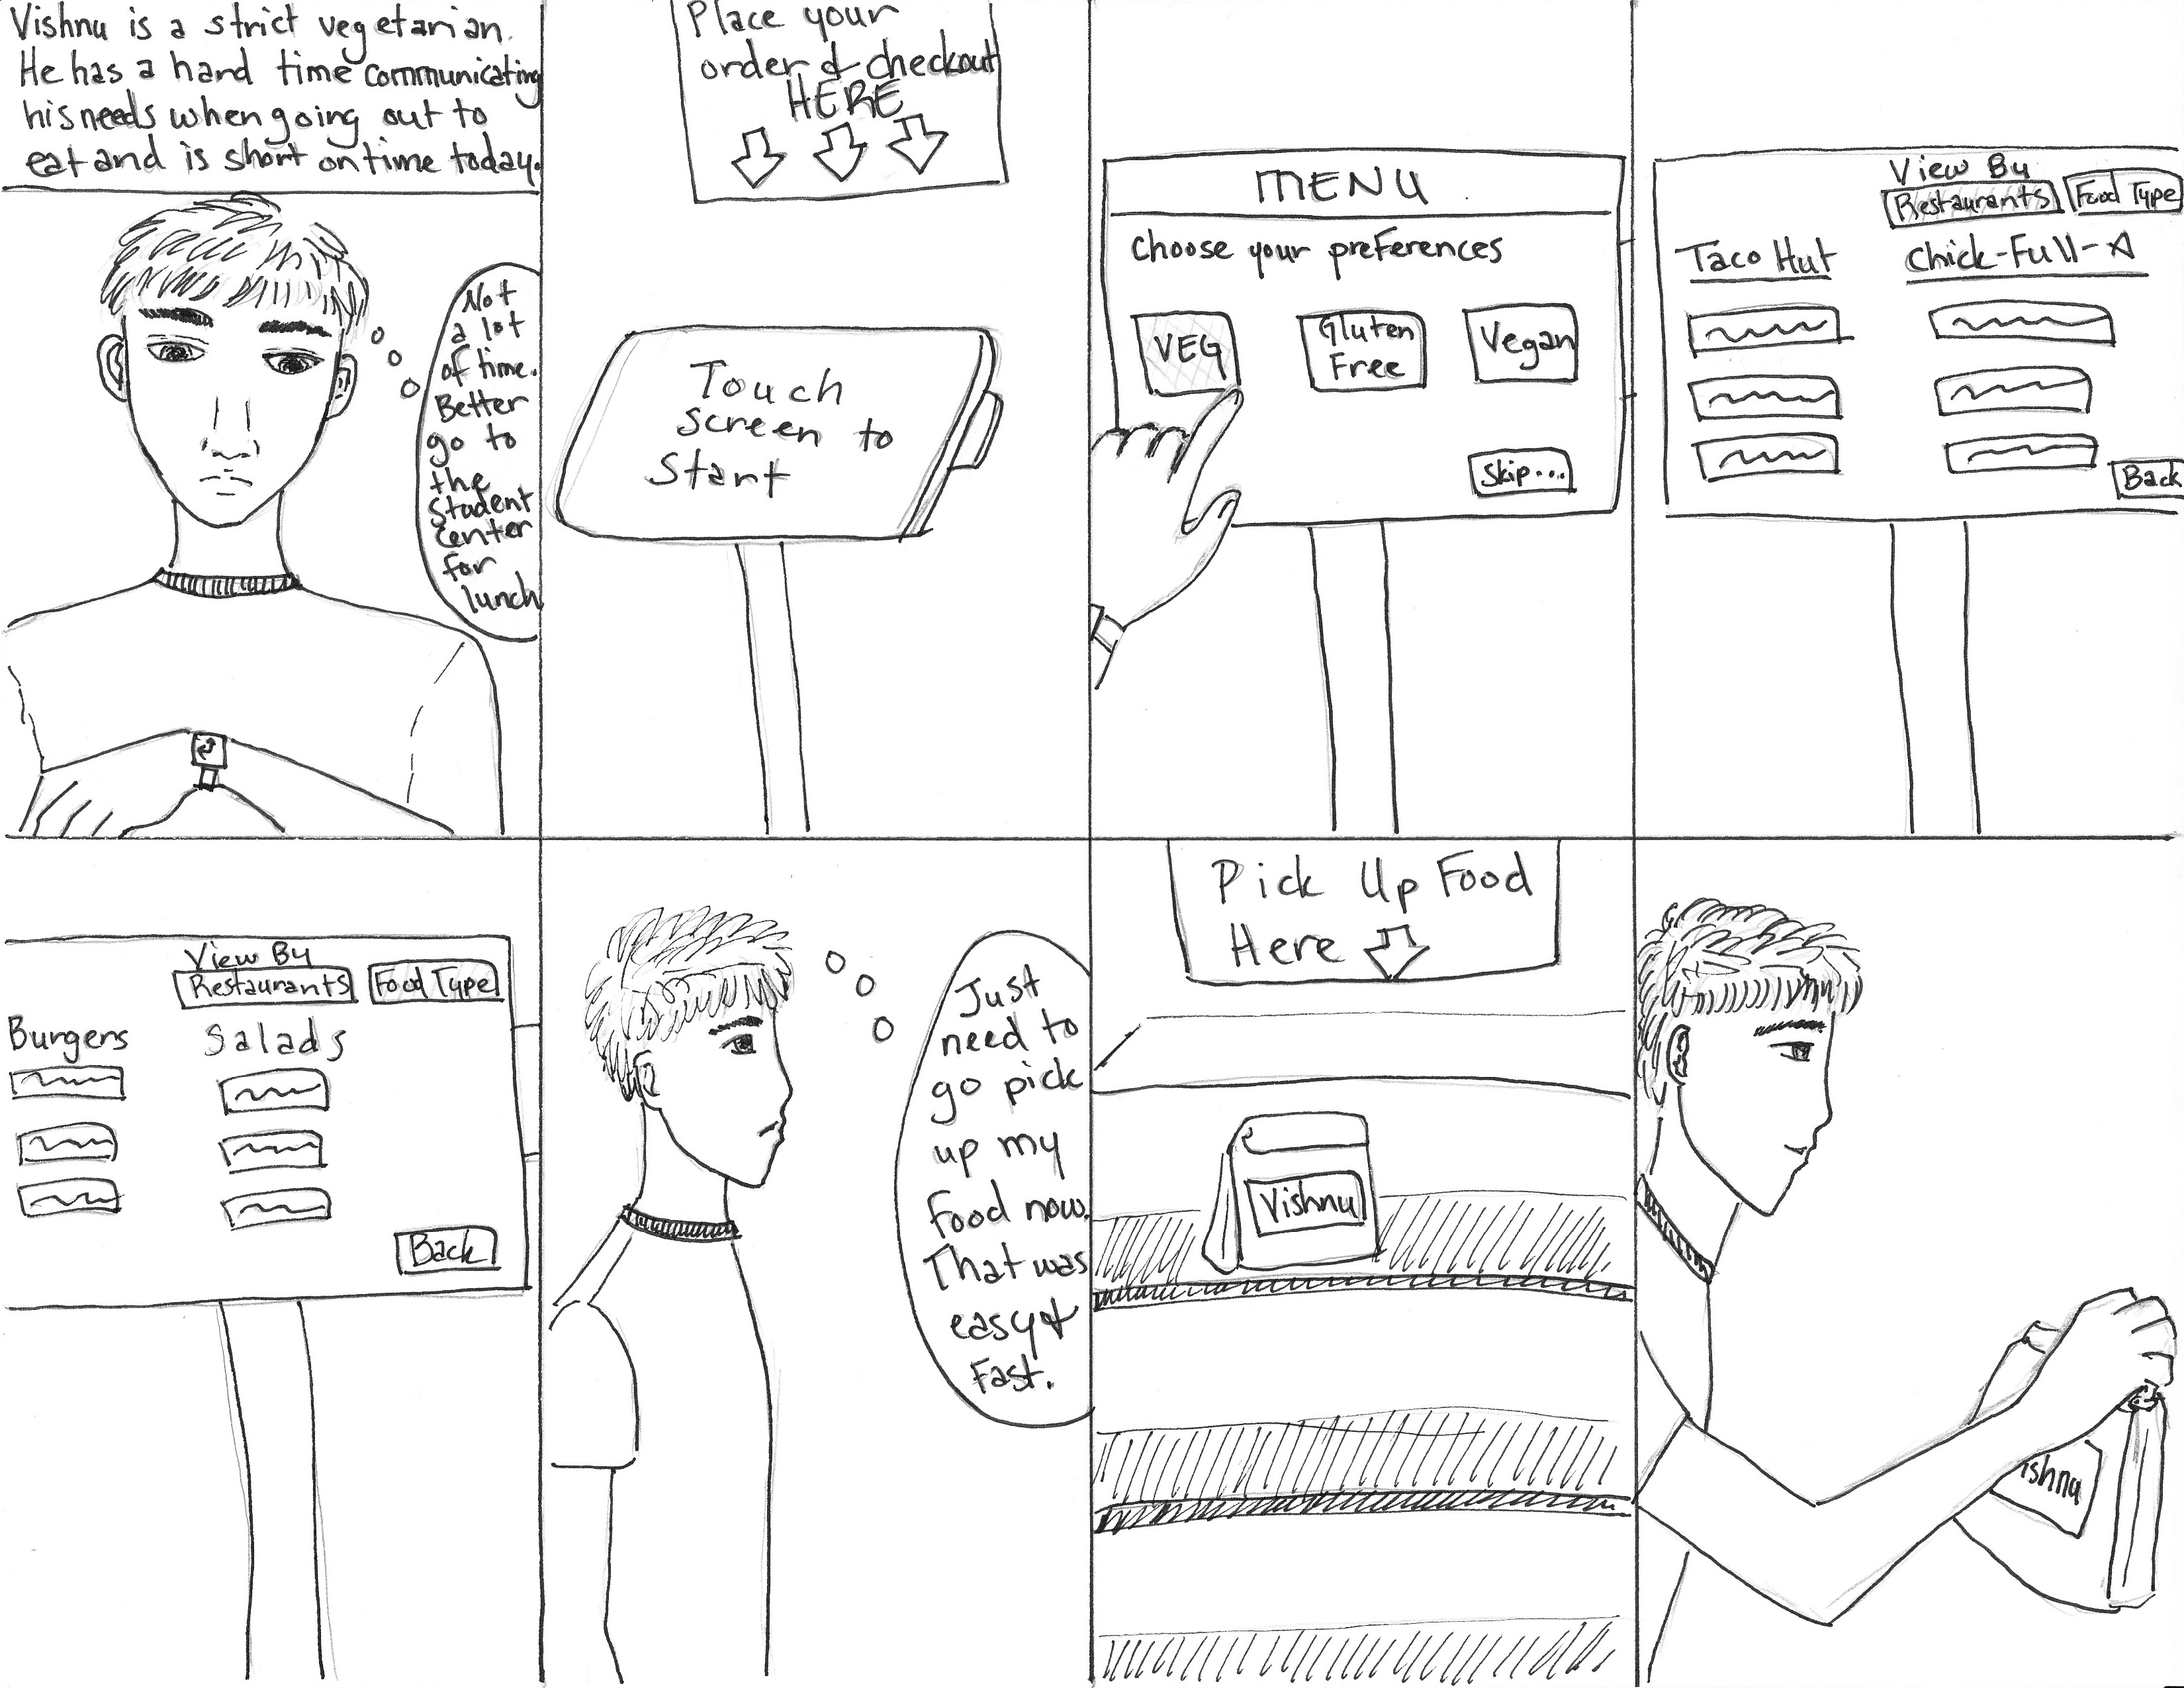 Vishnu is a strict vegetarian.
He has a hard time communicating
his needs when going out to
eat and is short on time today.
Not
a lot
of time.
Better
go to
the
student
center
for
lunch
Place your
order & checkout
HERE
Touch
screen to
Start
MENU
Choose your preferences
VEG
Gluten
Free
Vegan
Skip...
View By
Restaurants
Food Type
Taco Hut
Chick-Full-A
Back
View By
Restaurants
Food Type
Burgers
Salads
Back
Just
need to
go pick
up my
food now.
That was
easy &
Fast.
Pick Up Food
Here
Vishnu
ishnu